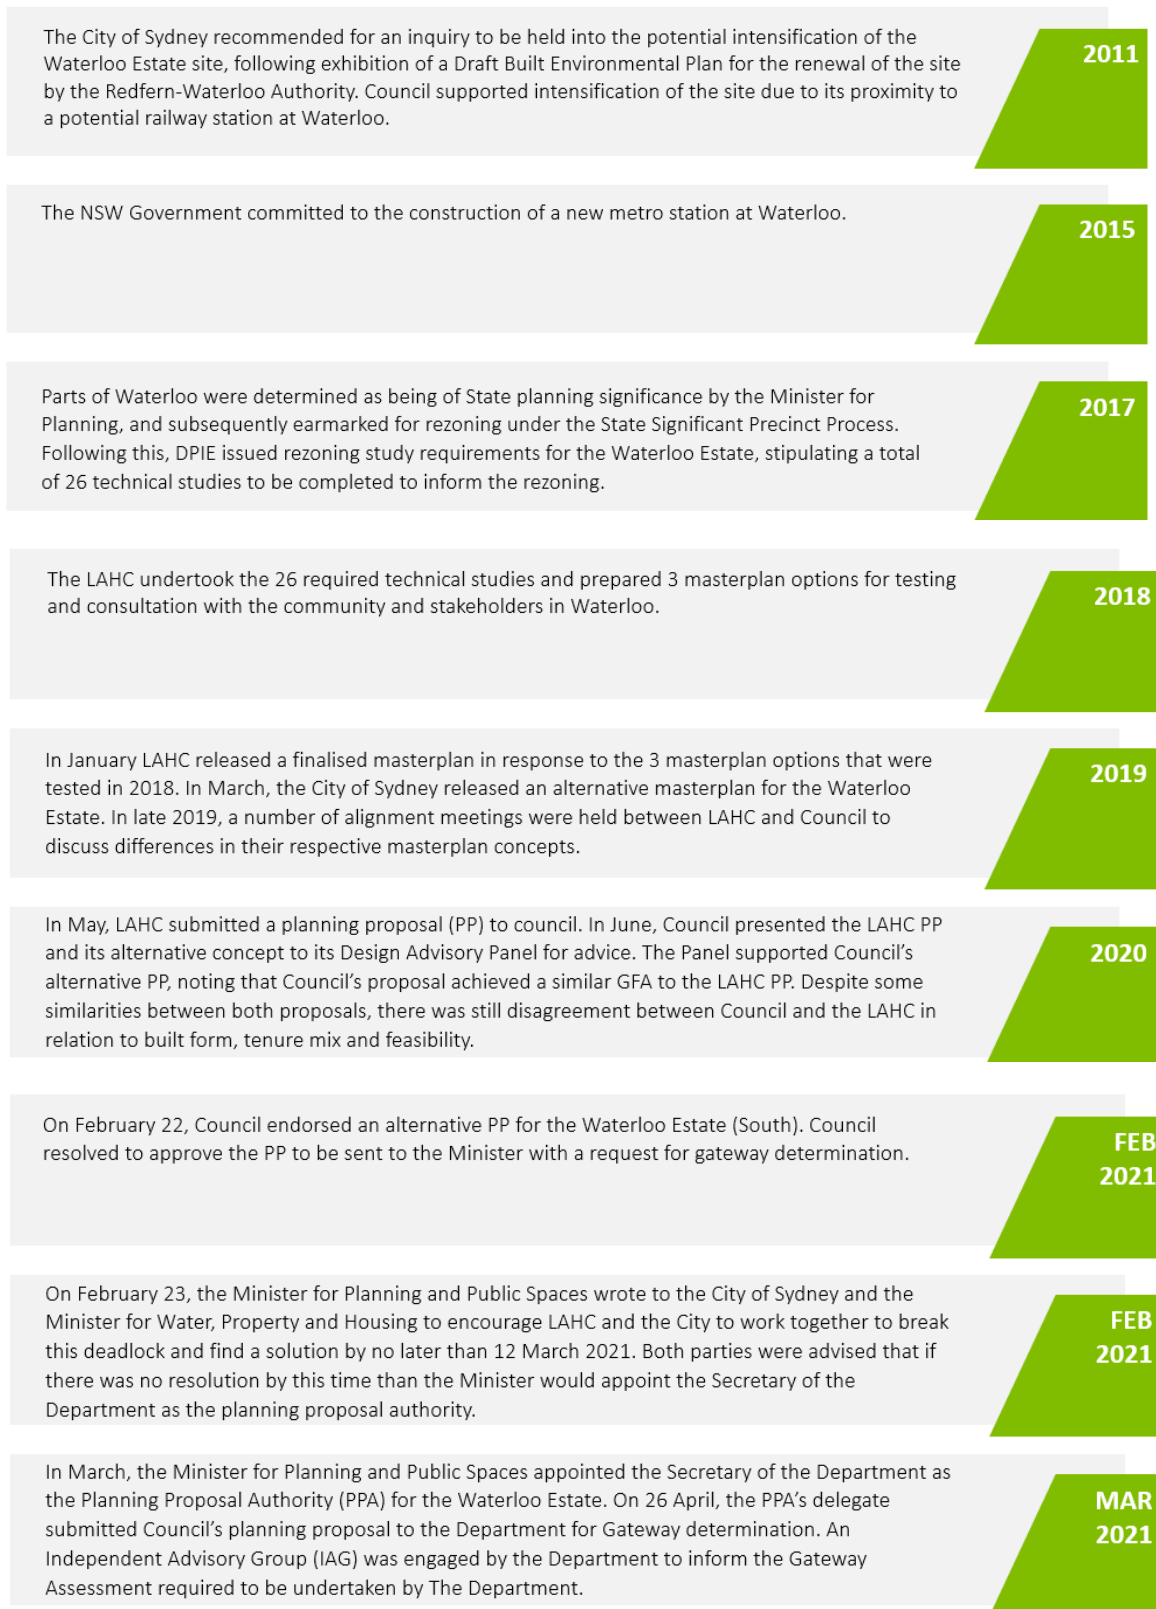 The City of Sydney recommended for an inquiry to be held into the potential intensification of the
Waterloo Estate site, following exhibition of a Draft Built Environmental Plan for the renewal of the site
by the Redfern-Waterloo Authority. Council supported intensification of the site due to its proximity to
a potential railway station at Waterloo.
2011
The NSW Government committed to the construction of a new metro station at Waterloo.
2015
Parts of Waterloo were determined as being of State planning significance by the Minister for
Planning, and subsequently earmarked for rezoning under the State Significant Precinct Process.
Following this, DPIE issued rezoning study requirements for the Waterloo Estate, stipulating a total
of 26 technical studies to be completed to inform the rezoning.
2017
The LAHC undertook the 26 required technical studies and prepared 3 masterplan options for testing
and consultation with the community and stakeholders in Waterloo.
2018
In January LAHC released a finalised masterplan in response to the 3 masterplan options that were
tested in 2018. In March, the City of Sydney released an alternative masterplan for the Waterloo
Estate. In late 2019, a number of alignment meetings were held between LAHC and Council to
discuss differences in their respective masterplan concepts.
2019
In May, LAHC submitted a planning proposal (PP) to council. In June, Council presented the LAHC PP
and its alternative concept to its Design Advisory Panel for advice. The Panel supported Council’s
alternative PP, noting that Council’s proposal achieved a similar GFA to the LAHC PP. Despite some
similarities between both proposals, there was still disagreement between Council and the LAHC in
relation to built form, tenure mix and feasibility.
2020
On February 22, Council endorsed an alternative PP for the Waterloo Estate (South). Council
resolved to approve the PP to be sent to the Minister with a request for gateway determination.
FEB
2021
On February 23, the Minister for Planning and Public Spaces wrote to the City of Sydney and the
Minister for Water, Property and Housing to encourage LAHC and the City to work together to break
this deadlock and find a solution by no later than 12 March 2021. Both parties were advised that if
there was no resolution by this time than the Minister would appoint the Secretary of the
Department as the planning proposal authority.
FEB
2021
In March, the Minister for Planning and Public Spaces appointed the Secretary of the Department as
the Planning Proposal Authority (PPA) for the Waterloo Estate. On 26 April, the PPA’s delegate
submitted Council’s planning proposal to the Department for Gateway determination. An
Independent Advisory Group (IAG) was engaged by the Department to inform the Gateway
Assessment required to be undertaken by The Department.
MAR
2021